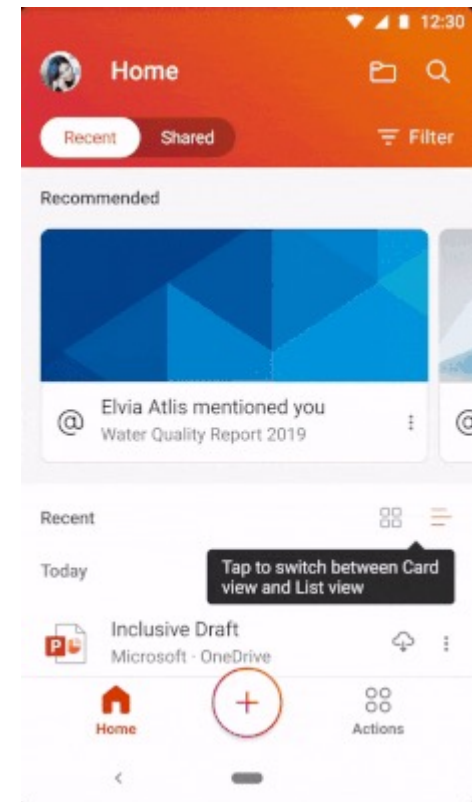 12:30
Home
Recent
Shared
Filter
Recommended
Elvia Atlis mentioned you
Water Quality Report 2019
Recent
Tap to switch between Card
view and List view
Today
Inclusive Draft
Microsoft - OneDrive
Home
Actions